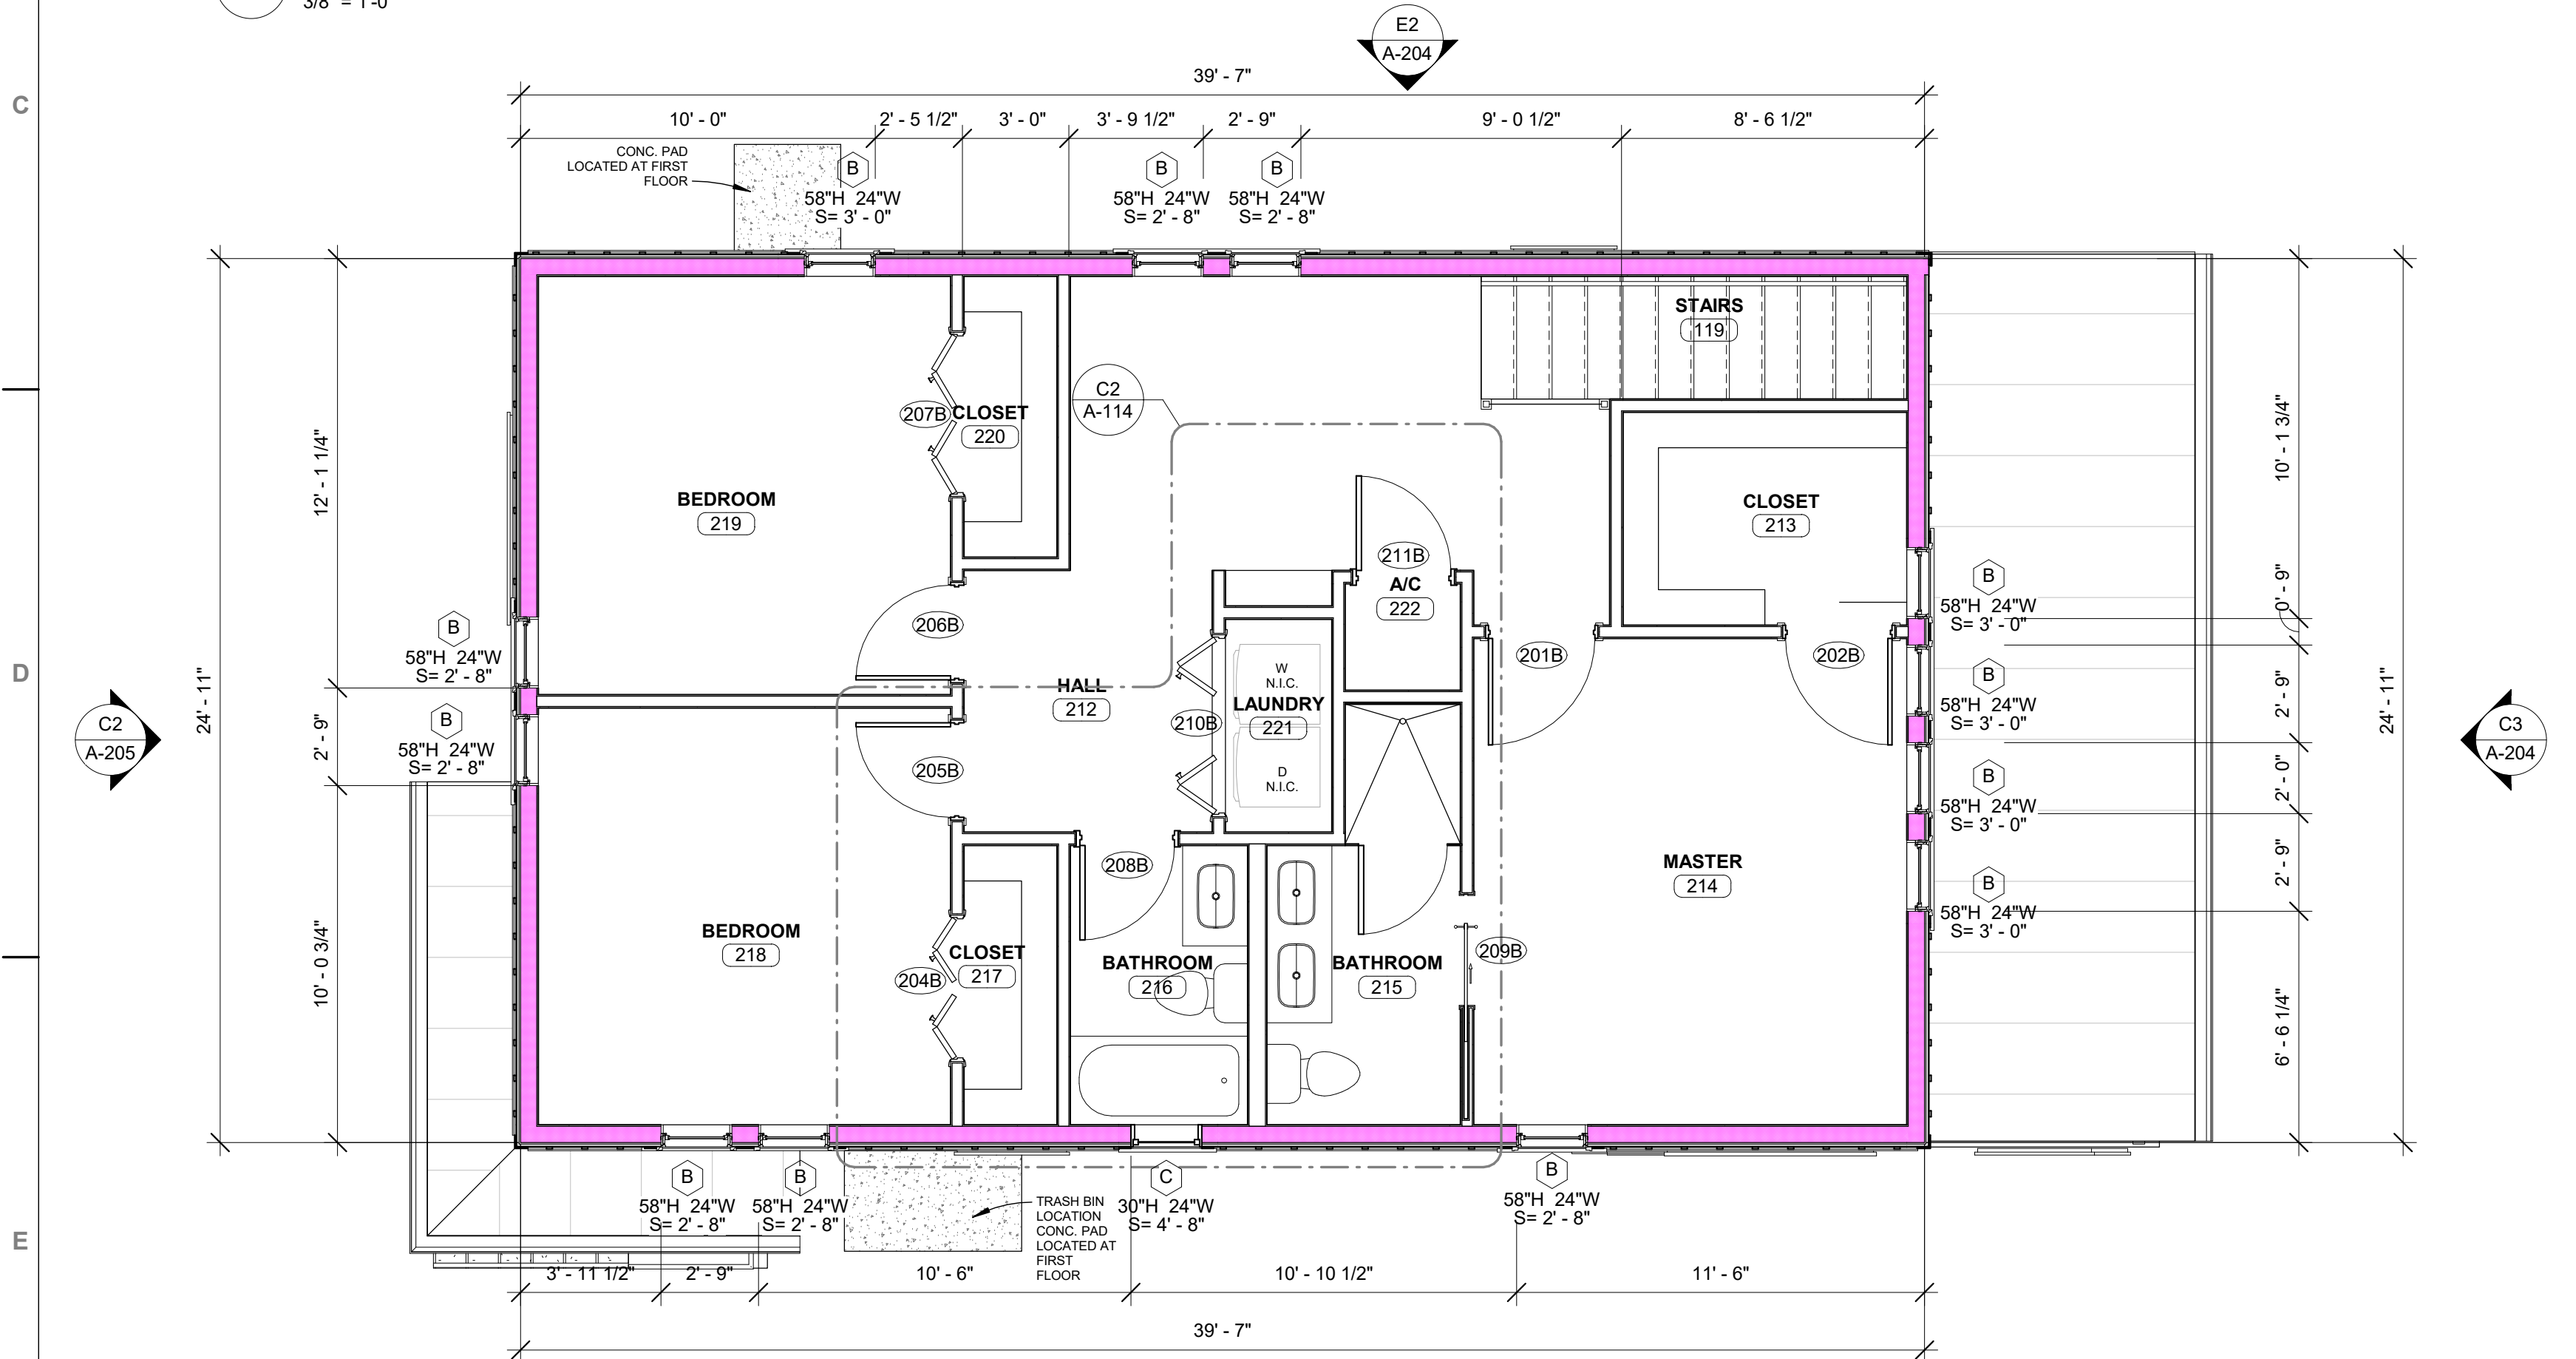 3/8" = 1'-0"
C
D
E
E2
A-204
39' - 7"
10' - 0"
2' - 5 1/2"
3' - 0"
3' - 9 1/2"
2' - 9"
9' - 0 1/2"
8' - 6 1/2"
CONC. PAD
LOCATED AT FIRST
FLOOR
B
58"H 24"W
S= 3' - 0"
B
58"H 24"W
S= 2' - 8"
B
58"H 24"W
S= 2' - 8"
STAIRS
119
C2
A-114
207B
CLOSET
220
BEDROOM
219
CLOSET
213
211B
A/C
222
206B
201B
202B
HALL
212
W
N.I.C.
LAUNDRY
221
210B
D
N.I.C.
205B
208B
MASTER
214
BEDROOM
218
CLOSET
217
204B
BATHROOM
216
BATHROOM
215
209B
24' - 11"
12' - 1 1/4"
2' - 9"
10' - 0 3/4"
B
58"H 24"W
S= 2' - 8"
B
58"H 24"W
S= 2' - 8"
C2
A-205
B
58"H 24"W
S= 3' - 0"
B
58"H 24"W
S= 3' - 0"
B
58"H 24"W
S= 3' - 0"
B
58"H 24"W
S= 3' - 0"
10' - 1 3/4"
0' - 9"
2' - 9"
2' - 0"
2' - 9"
6' - 6 1/4"
24' - 11"
C3
A-204
B
58"H 24"W
S= 2' - 8"
B
58"H 24"W
S= 2' - 8"
TRASH BIN
LOCATION
CONC. PAD
LOCATED AT
FIRST
FLOOR
C
30"H 24"W
S= 4' - 8"
B
58"H 24"W
S= 2' - 8"
3' - 11 1/2"
2' - 9"
10' - 6"
10' - 10 1/2"
11' - 6"
39' - 7"